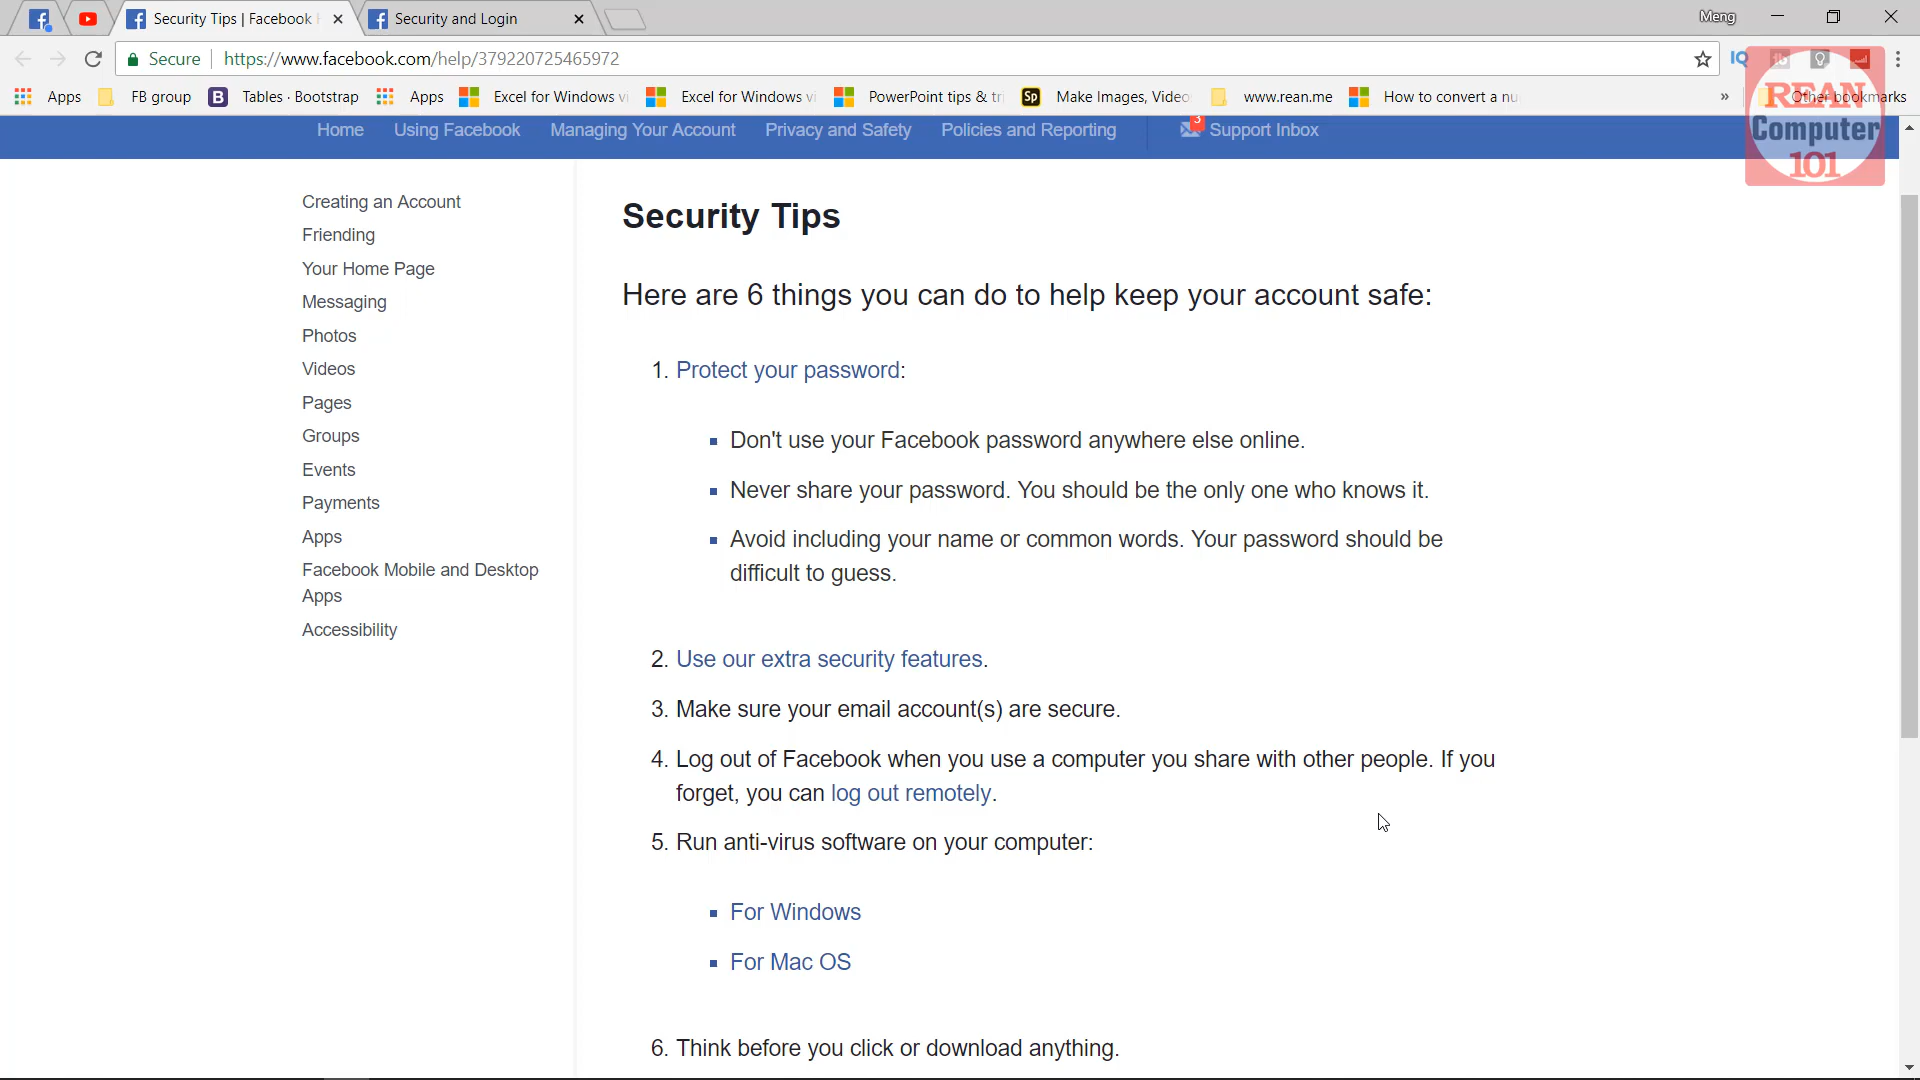 Security Tips | Facebook
Security and Login
Meng
Secure
https://www.facebook.com/help/379220725465972
IQ
Apps
FB group
B
Tables · Bootstrap
Apps
Excel for Windows vi
Excel for Windows vi
PowerPoint tips & tri
Sp
Make Images, Video
www.rean.me
How to convert a nu
»
Other bookmarks
REAN
Computer
101
Home
Using Facebook
Managing Your Account
Privacy and Safety
Policies and Reporting
3
Support Inbox
Creating an Account
Friending
Your Home Page
Messaging
Photos
Videos
Pages
Groups
Events
Payments
Apps
Facebook Mobile and Desktop
Apps
Accessibility
Security Tips
Here are 6 things you can do to help keep your account safe:
1. Protect your password:
Don't use your Facebook password anywhere else online.
Never share your password. You should be the only one who knows it.
Avoid including your name or common words. Your password should be
difficult to guess.
2. Use our extra security features.
3. Make sure your email account(s) are secure.
4. Log out of Facebook when you use a computer you share with other people. If you
forget, you can log out remotely.
5. Run anti-virus software on your computer:
For Windows
For Mac OS
6. Think before you click or download anything.